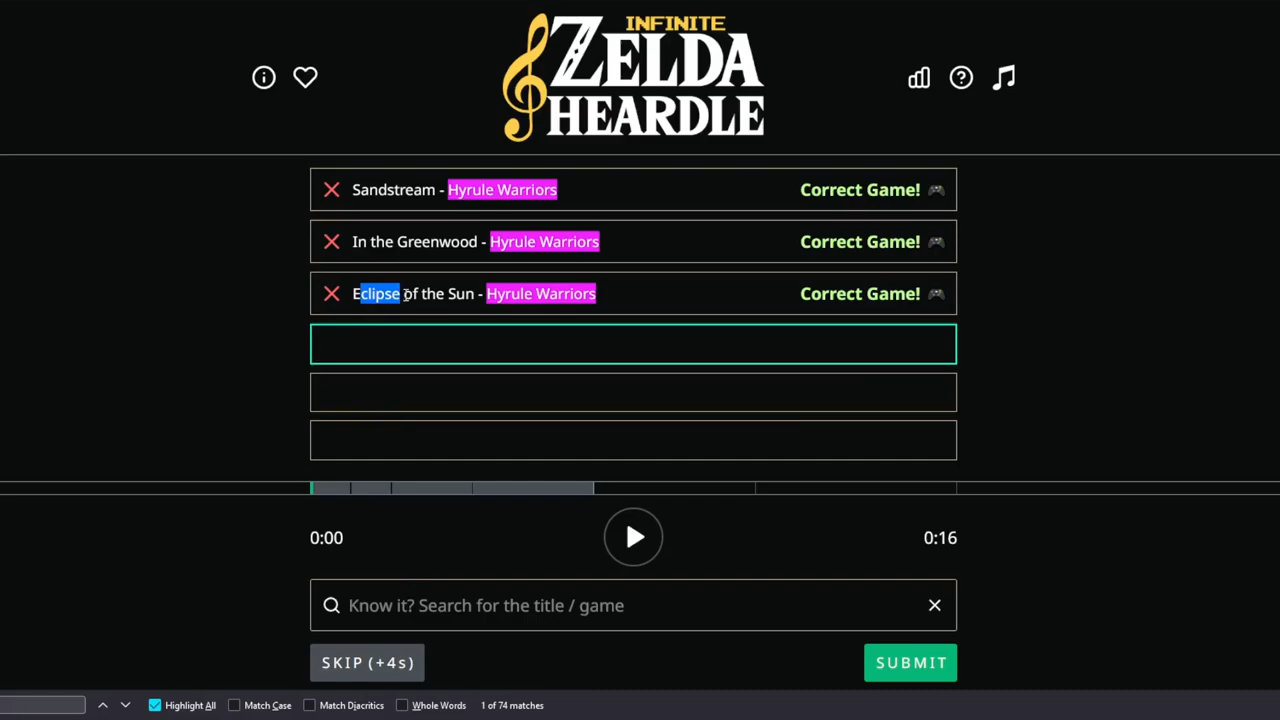 INFINITE
ZELDA
HEARDLE
Sandstream - Hyrule Warriors Correct Game!
In the Greenwood - Hyrule Warriors Correct Game!
Eclipse of the Sun - Hyrule Warriors Correct Game!
0:00 0:16
Know it? Search for the title / game
SKIP (+4s) SUBMIT
Highlight All Match Case Match Diacritics Whole Words 1 of 74 matches